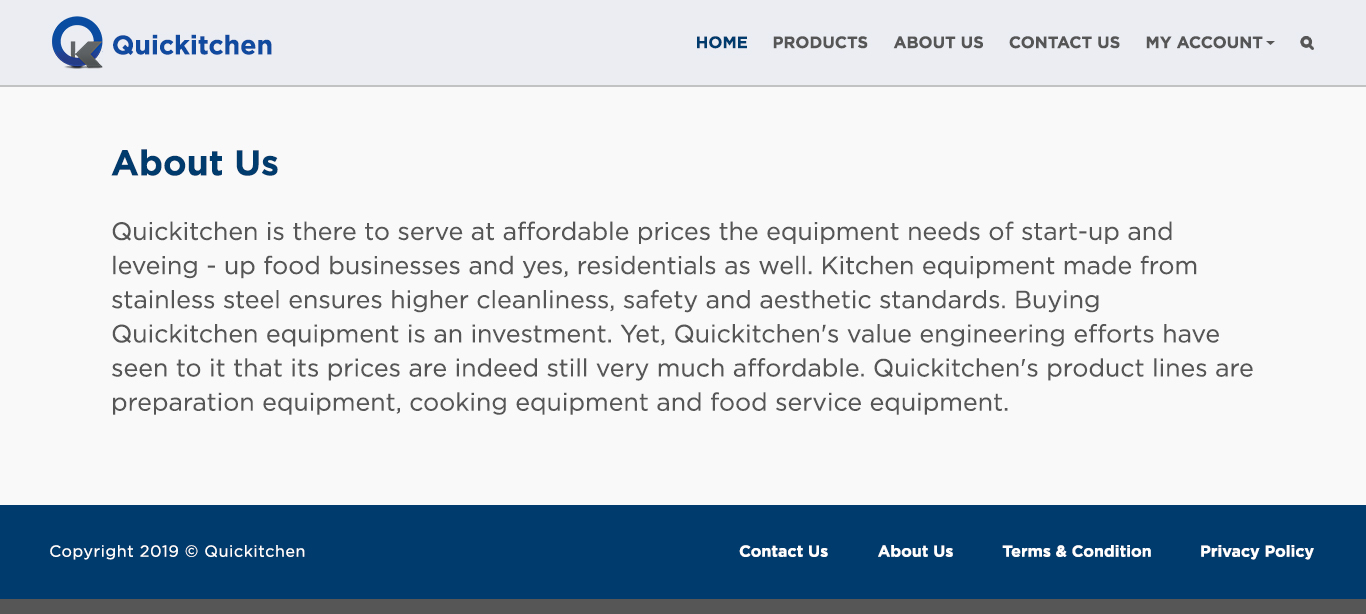 Quickitchen
HOME PRODUCTS ABOUT US CONTACT US MY ACCOUNT
About Us
Quickitchen is there to serve at affordable prices the equipment needs of start-up and
leveing - up food businesses and yes, residentials as well. Kitchen equipment made from
stainless steel ensures higher cleanliness, safety and aesthetic standards. Buying
Quickitchen equipment is an investment. Yet, Quickitchen's value engineering efforts have
seen to it that its prices are indeed still very much affordable. Quickitchen's product lines are
preparation equipment, cooking equipment and food service equipment.
Copyright 2019 © Quickitchen
Contact Us About Us Terms & Condition Privacy Policy